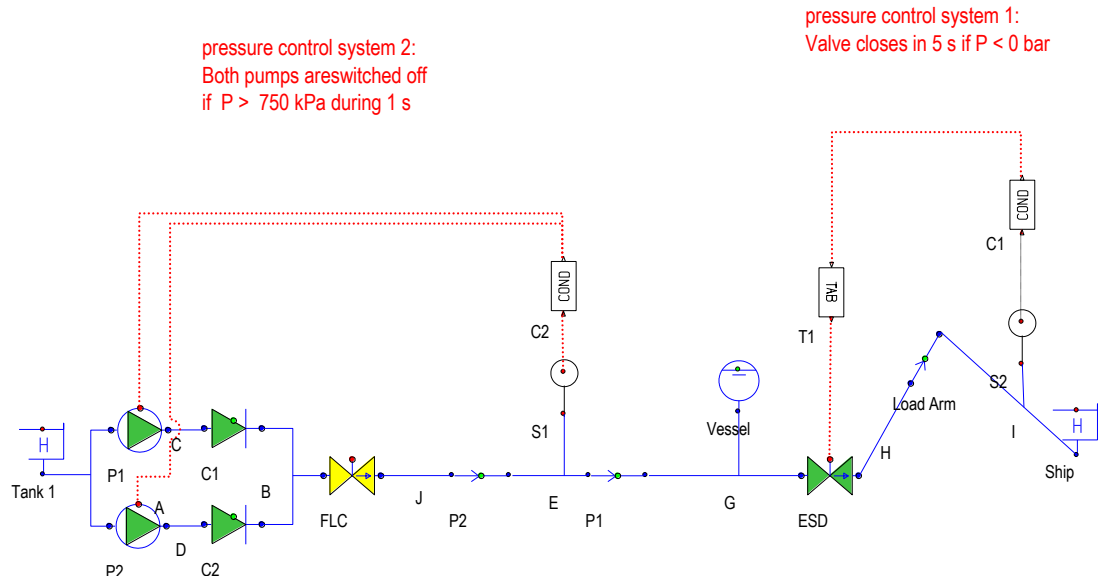 pressure control system 1:
Valve closes in 5 s if P < 0 bar
pressure control system 2:
Both pumps areswitched off
if P > 750 kPa during 1 s
COND
C1
COND
TAB
C2
T1
S1
Vessel
Load Arm
S2
H
H
C
I
H
Tank 1
P1
C1
B
Ship
A
J
E
G
P2
P1
FLC
ESD
D
P2
C2